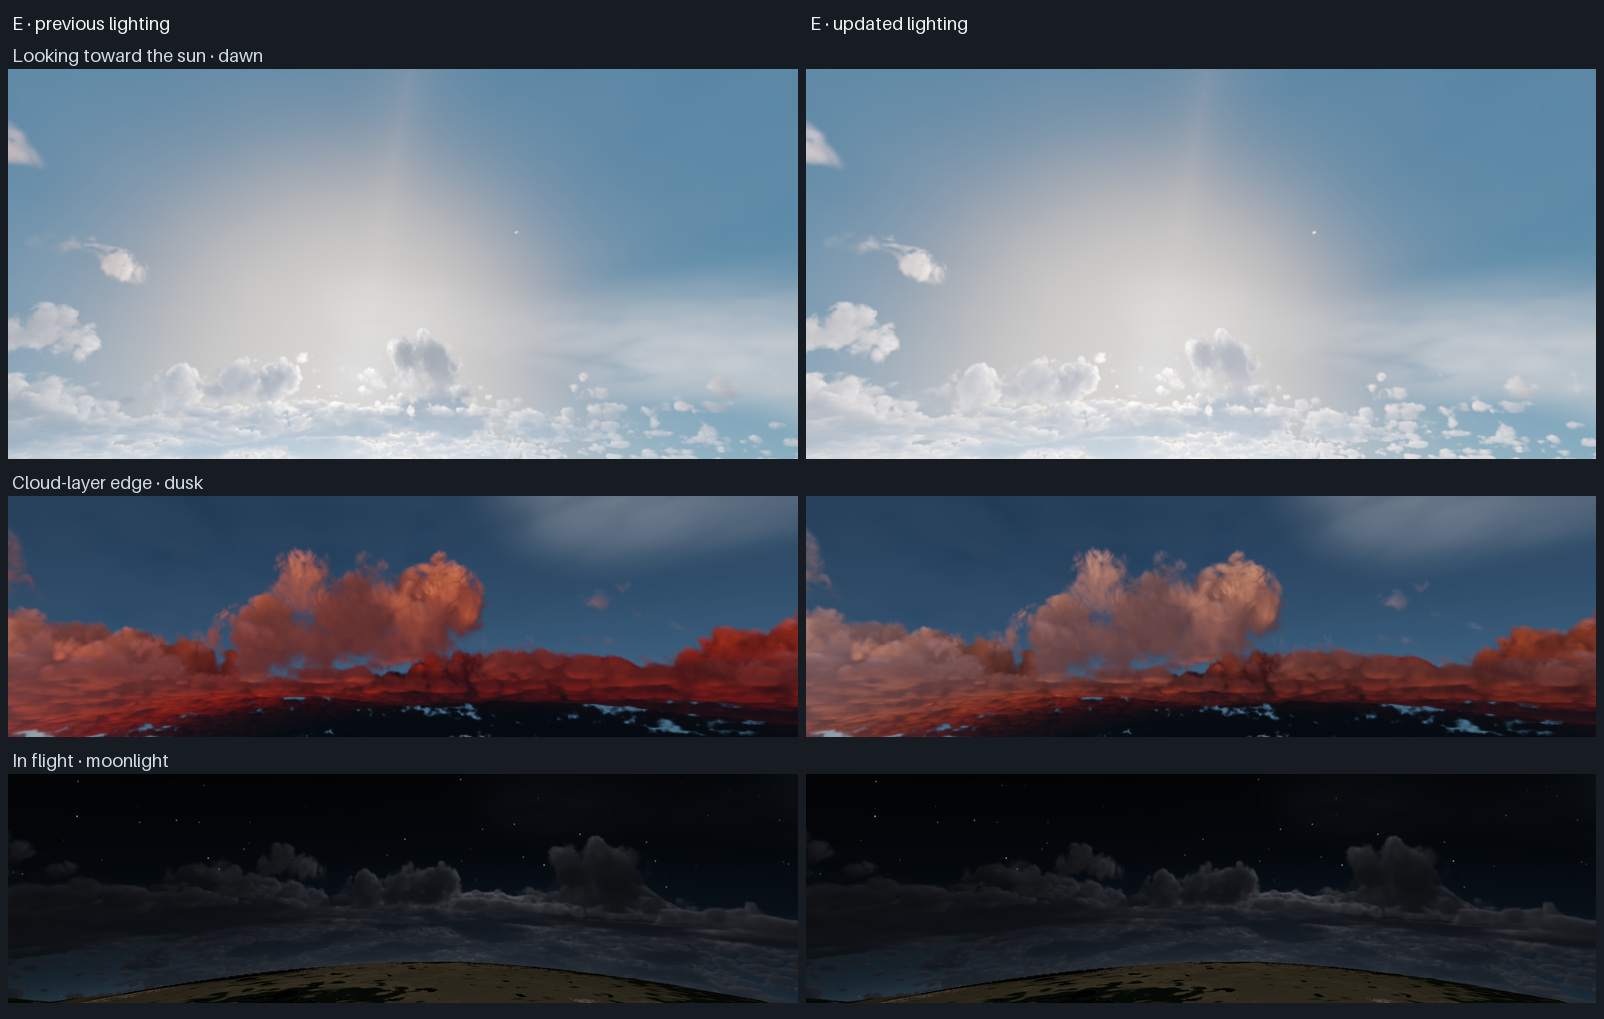 E · previous lighting
E · updated lighting
Looking toward the sun · dawn
Cloud-layer edge · dusk
In flight · moonlight